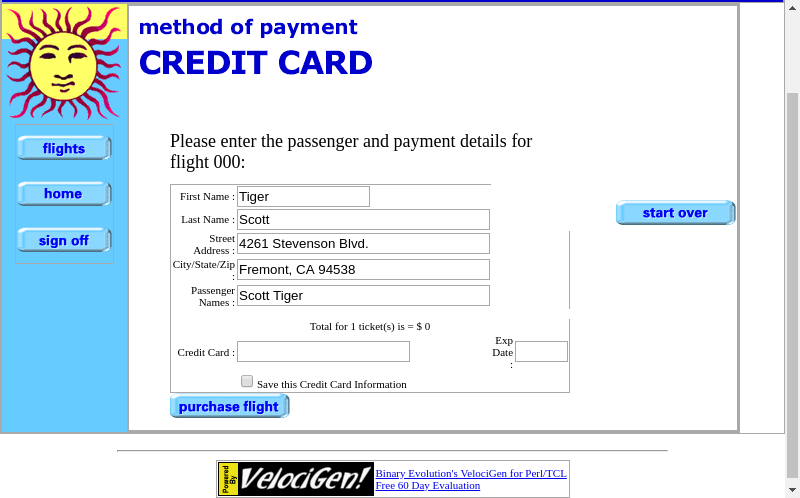 method of payment
CREDIT CARD
flights
home
sign off
Please enter the passenger and payment details for
flight 000:
First Name : Tiger
start over
Last Name : Scott
Street
Address : 4261 Stevenson Blvd.
City/State/Zip
: Fremont, CA 94538
Passenger
Names : Scott Tiger
Total for 1 ticket(s) is = $ 0
Credit Card :
Exp
Date
:
Save this Credit Card Information
purchase flight
Powered
By
VelociGen!
Binary Evolution's VelociGen for Perl/TCL
Free 60 Day Evaluation